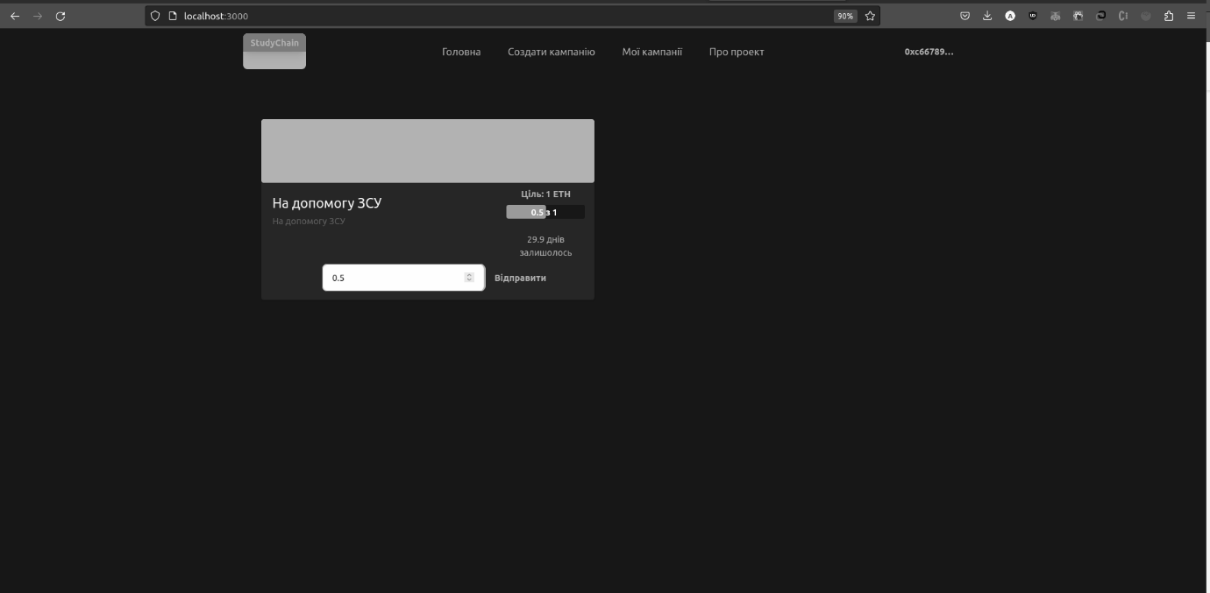 localhost:3000
90%
StudyChain
Головна
Создати кампанію
Мої кампанії
Про проект
0xc66789...
На допомогу ЗСУ
На допомогу ЗСУ
Ціль: 1 ETH
0.5 з 1
29.9 днів
залишолось
0.5
Відправити